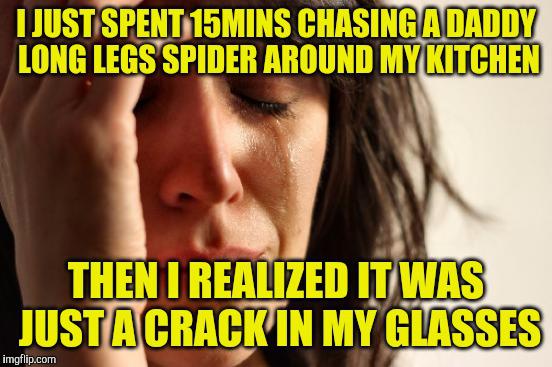 I JUST SPENT 15MINS CHASING A DADDY
LONG LEGS SPIDER AROUND MY KITCHEN
THEN I REALIZED IT WAS
JUST A CRACK IN MY GLASSES
imgflip.com